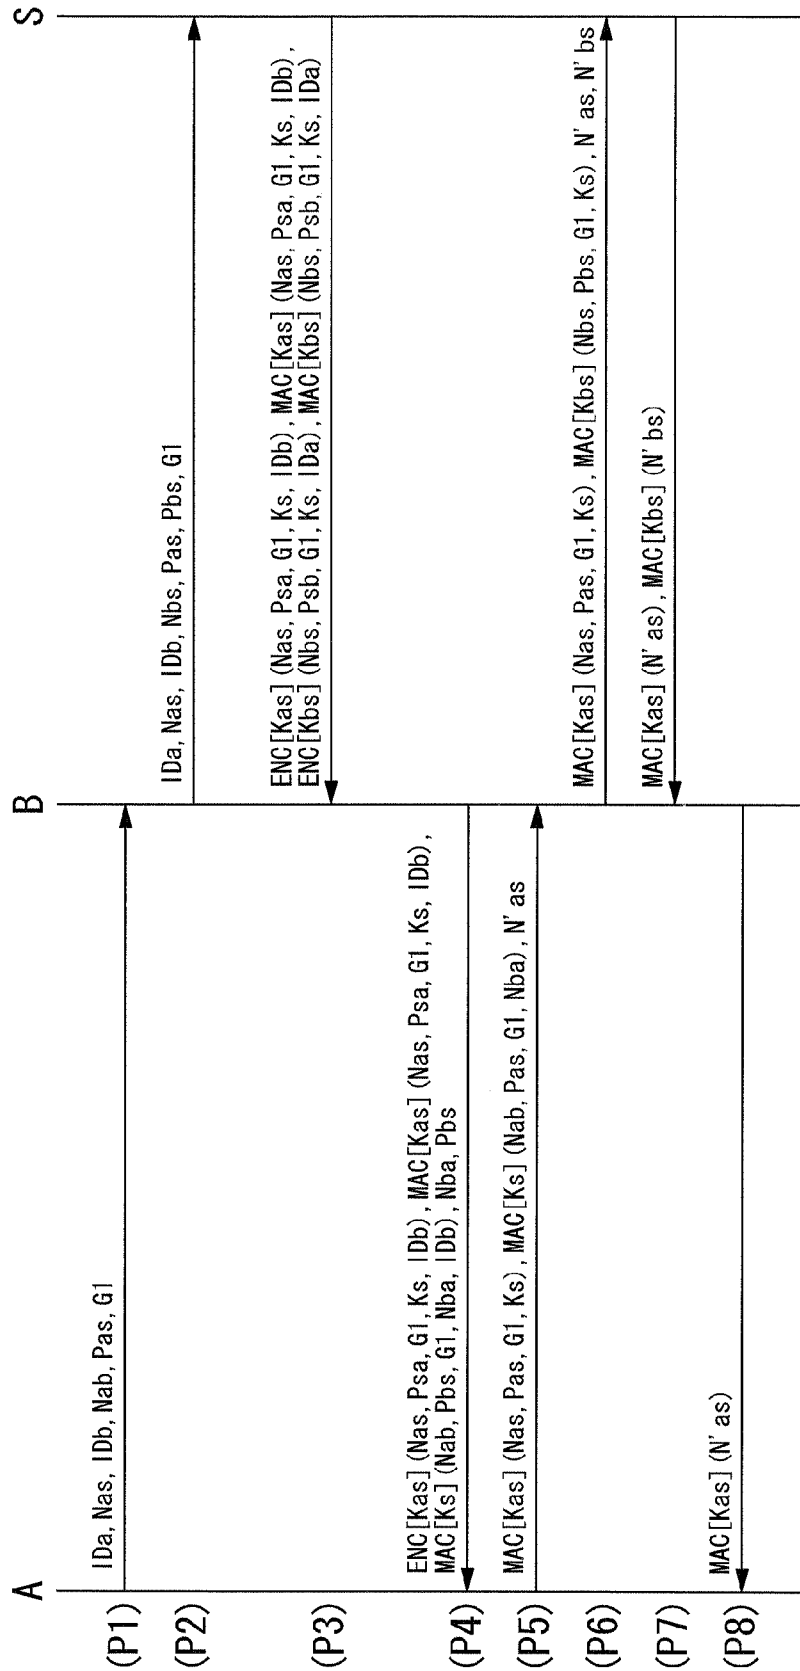 A
B
S
(P1)
IDa, Nas, IDb, Nab, Pas, G1
(P2)
IDa, Nas, IDb, Nbs, Pas, Pbs, G1
(P3)
ENC[Kas] (Nas, Psa, G1, Ks, IDb), MAC[Kas] (Nas, Psa, G1, Ks, IDb),
ENC[Kbs] (Nbs, Psb, G1, Ks, IDa), MAC[Kbs] (Nbs, Psb, G1, Ks, IDa)
(P4)
ENC[Kas] (Nas, Psa, G1, Ks, IDb), MAC[Kas] (Nas, Psa, G1, Ks, IDb),
MAC[Ks] (Nab, Pbs, G1, Nba, IDb), Nba, Pbs
(P5)
MAC[Kas] (Nas, Pas, G1, Ks), MAC[Ks] (Nab, Pas, G1, Nba), N' as
(P6)
MAC[Kas] (Nas, Pas, G1, Ks), MAC[Kbs] (Nbs, Pbs, G1, Ks), N' as, N' bs
(P7)
MAC[Kas] (N' as), MAC[Kbs] (N' bs)
(P8)
MAC[Kas] (N' as)